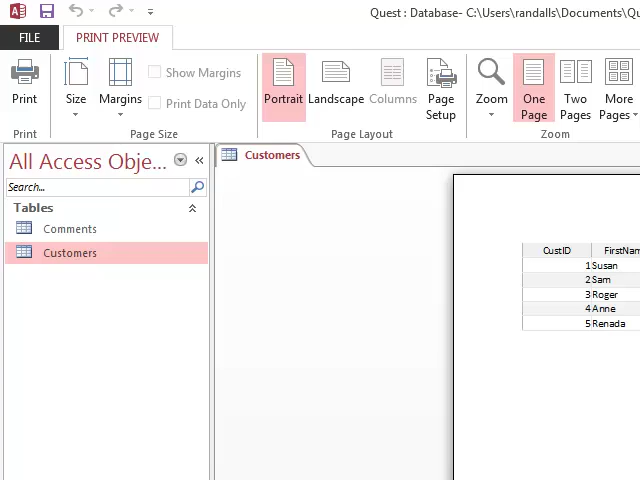 Quest : Database- C:\Users\randalls\Documents\Qu
FILE
PRINT PREVIEW
Print
Size
Margins
Show Margins
Print Data Only
Portrait
Landscape
Columns
Page Setup
Zoom
One Page
Two Pages
More Pages
Print
Page Size
Page Layout
Zoom
All Access Obje...
Search...
Tables
Comments
Customers
Customers
CustID FirstNam
1 Susan
2 Sam
3 Roger
4 Anne
5 Renada